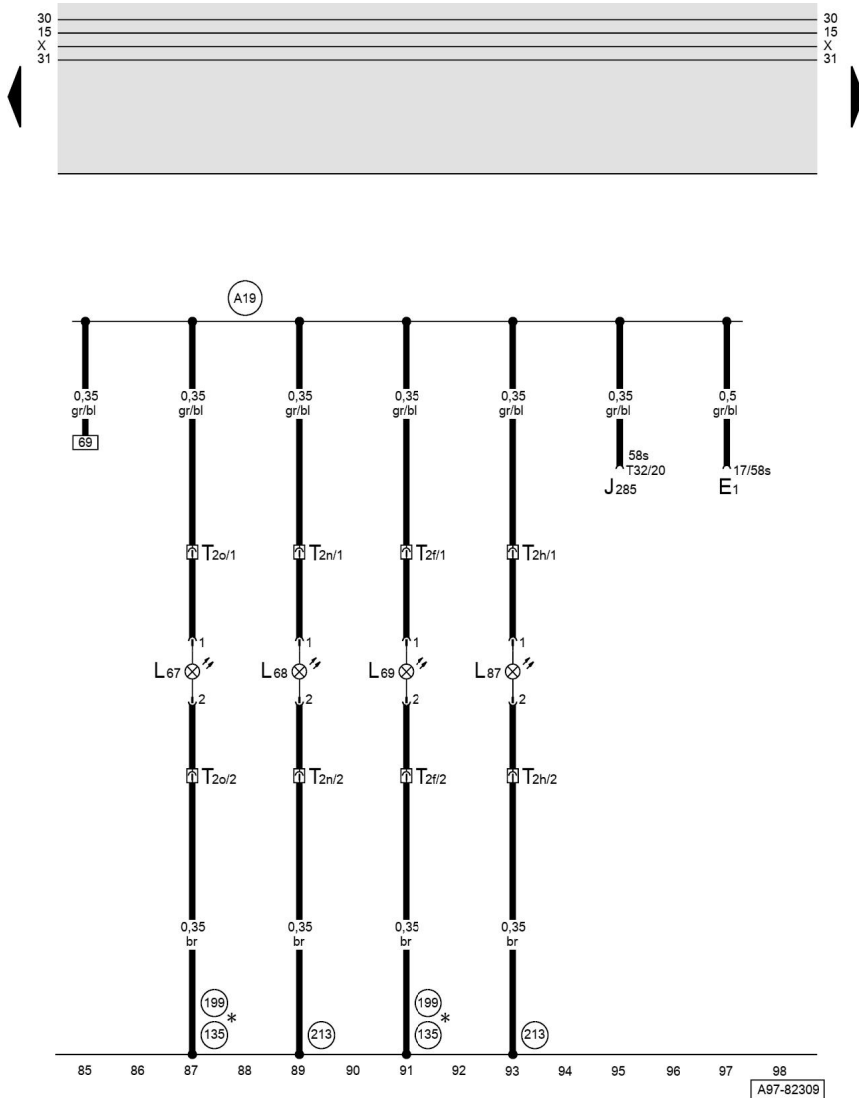 30 30
15 15
X X
31 31
A19
0,35 0,35 0,35 0,35 0,35 0,35 0,5
gr/bl gr/bl gr/bl gr/bl gr/bl gr/bl gr/bl
69
58s
T32/20 17/58s
J285 E1
T2o/1 T2n/1 T2f/1 T2h/1
1 1 1 1
L67 L68 L69 L87
2 2 2 2
T2o/2 T2n/2 T2f/2 T2h/2
0,35 0,35 0,35 0,35
br br br br
199 199
* *
135 213 135 213
85 86 87 88 89 90 91 92 93 94 95 96 97 98
A97-82309